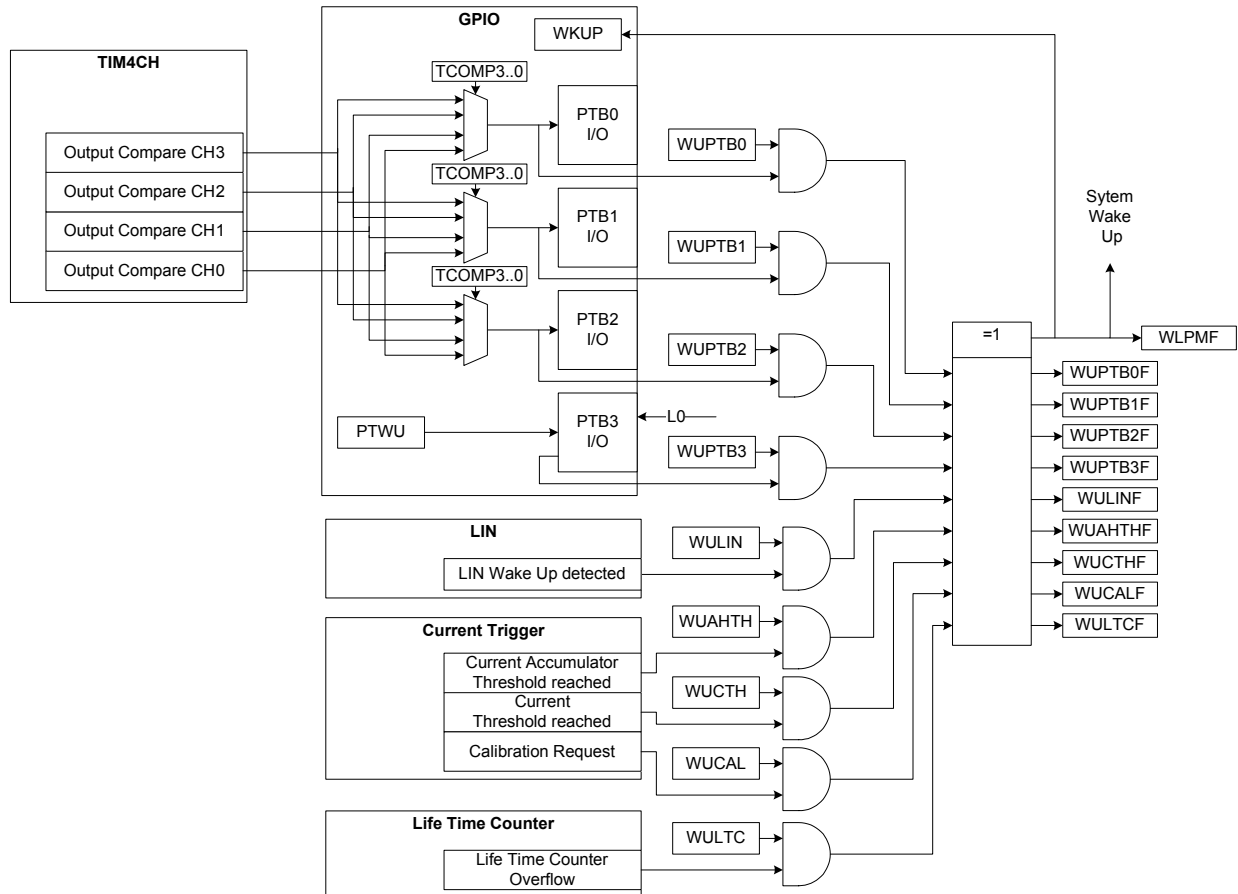 GPIO
WKUP
TIM4CH
TCOMP3..0
PTB0
I/O
WUPTB0
Output Compare CH3
Output Compare CH2
Output Compare CH1
Output Compare CH0
TCOMP3..0
PTB1
I/O
WUPTB1
Sytem
Wake
Up
TCOMP3..0
PTB2
I/O
WUPTB2
=1
WLPMF
WUPTB0F
WUPTB1F
WUPTB2F
WUPTB3F
WULINF
WUAHTHF
WUCTHF
WUCALF
WULTCF
PTWU
PTB3
I/O
L0
WUPTB3
LIN
LIN Wake Up detected
WULIN
Current Trigger
Current Accumulator
Threshold reached
Current
Threshold reached
Calibration Request
WUAHTH
WUCTH
WUCAL
Life Time Counter
Life Time Counter
Overflow
WULTC